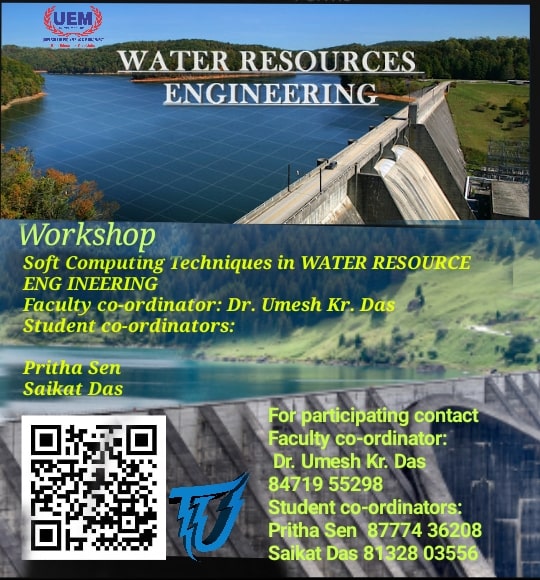 UEM
WATER RESOURCES
ENGINEERING
Workshop
Soft Computing Techniques in WATER RESOURCE
ENG INEERING
Faculty co-ordinator: Dr. Umesh Kr. Das
Student co-ordinators:
Pritha Sen
Saikat Das
For participating contact
Faculty co-ordinator:
Dr. Umesh Kr. Das
84719 55298
Student co-ordinators:
Pritha Sen 87774 36208
Saikat Das 81328 03556